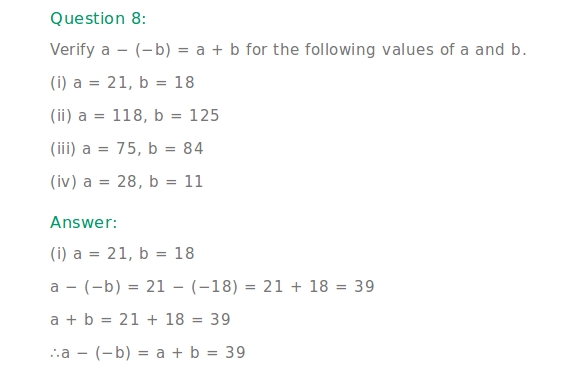 Question 8:
Verify a − (−b) = a + b for the following values of a and b.
(i) a = 21, b = 18
(ii) a = 118, b = 125
(iii) a = 75, b = 84
(iv) a = 28, b = 11
Answer:
(i) a = 21, b = 18
a − (−b) = 21 − (−18) = 21 + 18 = 39
a + b = 21 + 18 = 39
∴a − (−b) = a + b = 39